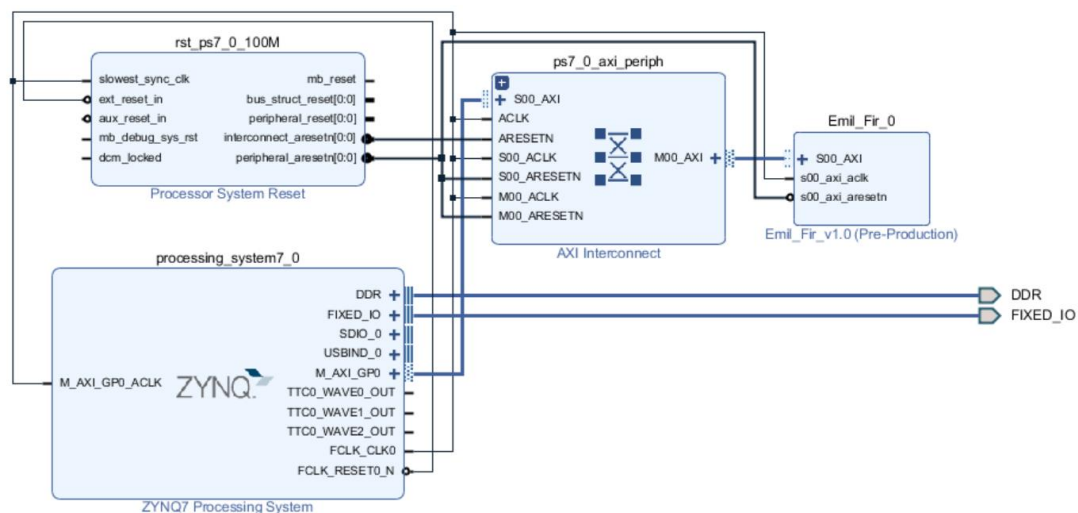 rst_ps7_0_100M
slowest_sync_clk
ext_reset_in
aux_reset_in
mb_debug_sys_rst
dcm_locked
mb_reset
bus_struct_reset[0:0]
peripheral_reset[0:0]
interconnect_aresetn[0:0]
peripheral_aresetn[0:0]
Processor System Reset
ps7_0_axi_periph
S00_AXI
ACLK
ARESETN
S00_ACLK
S00_ARESETN
M00_ACLK
M00_ARESETN
M00_AXI
AXI Interconnect
Emil_Fir_0
S00_AXI
s00_axi_aclk
s00_axi_aresetn
Emil_Fir_v1.0 (Pre-Production)
processing_system7_0
M_AXI_GP0_ACLK
ZYNQ
DDR
FIXED_IO
SDIO_0
USBIND_0
M_AXI_GP0
TTC0_WAVE0_OUT
TTC0_WAVE1_OUT
TTC0_WAVE2_OUT
FCLK_CLK0
FCLK_RESET0_N
ZYNQ7 Processing System
DDR
FIXED_IO